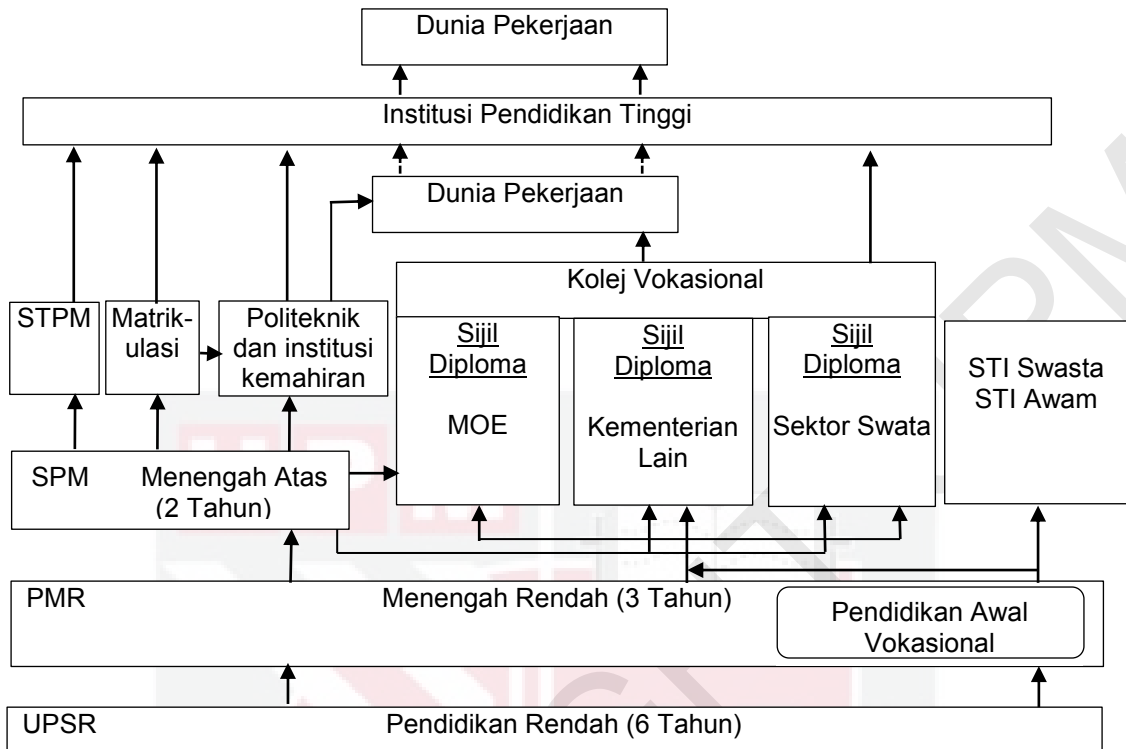 Dunia Pekerjaan
Institusi Pendidikan Tinggi
Dunia Pekerjaan
Kolej Vokasional
STPM
Matrik-
ulasi
Politeknik
dan institusi
kemahiran
Sijil
Diploma
MOE
Sijil
Diploma
Kementerian
Lain
Sijil
Diploma
Sektor Swata
STI Swasta
STI Awam
SPM Menengah Atas
(2 Tahun)
PMR Menengah Rendah (3 Tahun)
Pendidikan Awal
Vokasional
UPSR Pendidikan Rendah (6 Tahun)